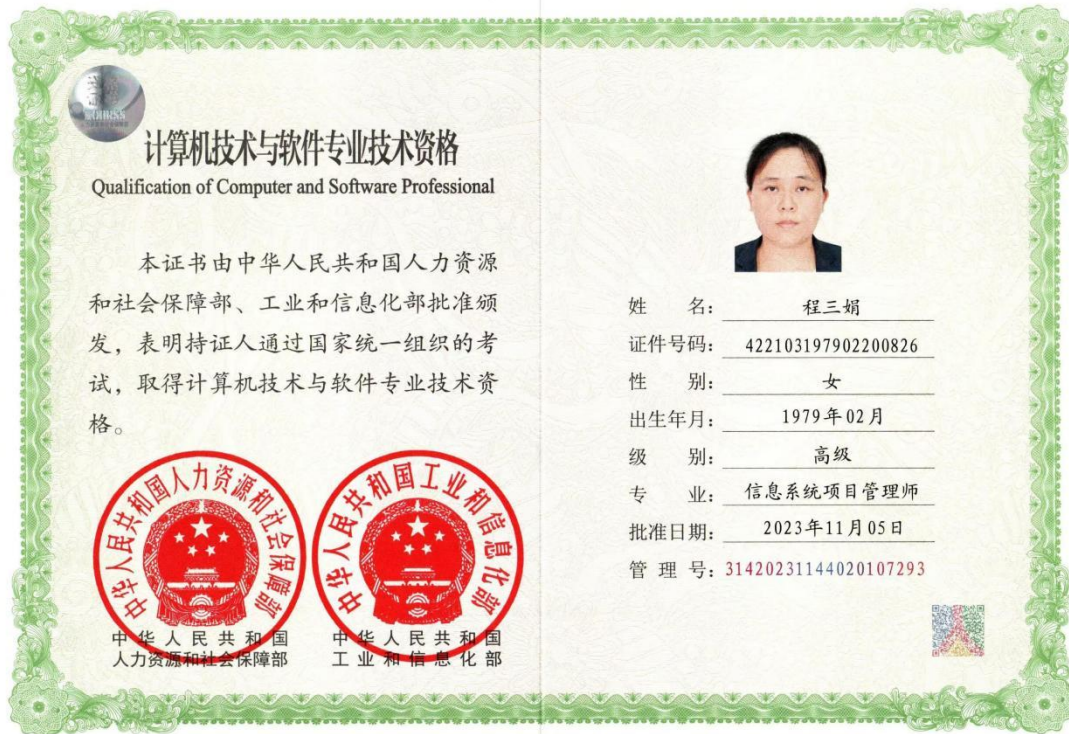 计算机技术与软件专业技术资格
Qualification of Computer and Software Professional
本证书由中华人民共和国人力资源
和社会保障部、工业和信息化部批准颁
发，表明持证人通过国家统一组织的考
试，取得计算机技术与软件专业技术资
格。
中华人民共和国人力资源和社会保障部
中华人民共和国工业和信息化部
中华人民共和国
人力资源和社会保障部
中华人民共和国
工业和信息化部
姓名：程三娟
证件号码：422103197902200826
性别：女
出生年月：1979年02月
级别：高级
专业：信息系统项目管理师
批准日期：2023年11月05日
管理号：31420231144020107293